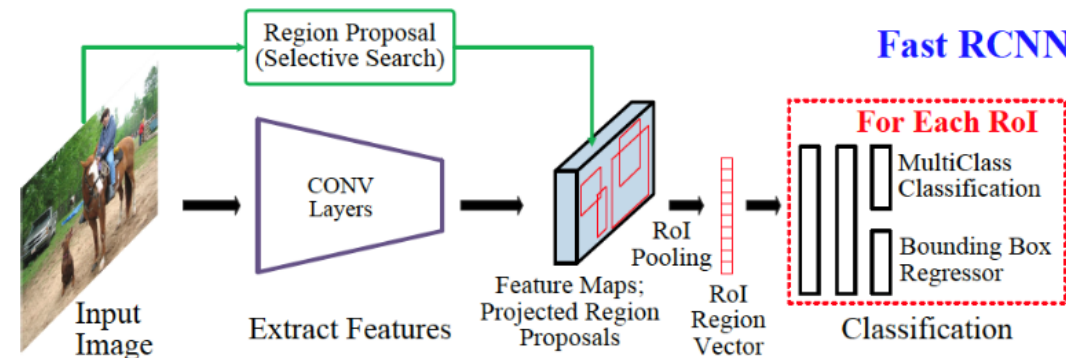 Region Proposal
(Selective Search)
Fast RCNN
For Each RoI
MultiClass
Classification
Bounding Box
Regressor
CONV
Layers
RoI
Pooling
Input
Image
Extract Features
Feature Maps;
Projected Region
Proposals
RoI
Region
Vector
Classification